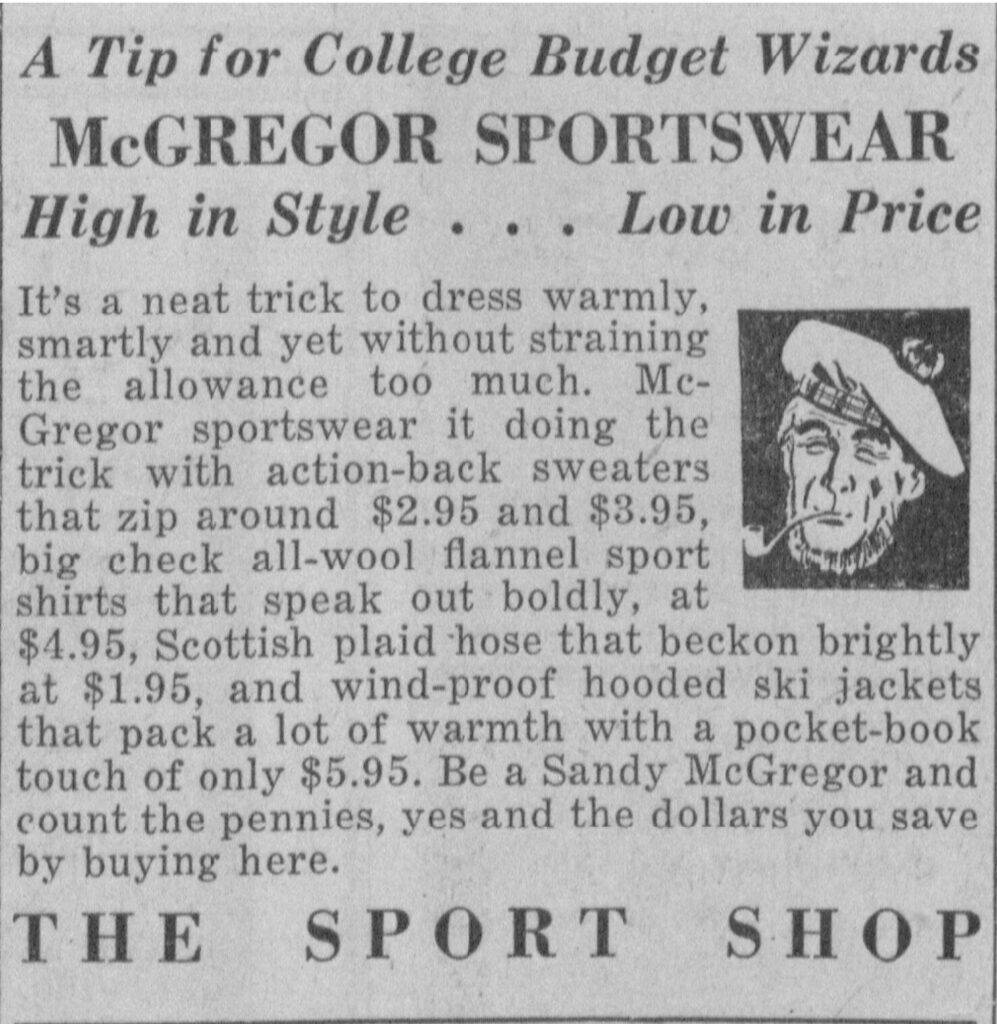 A Tip for College Budget Wizards
McGREGOR SPORTSWEAR
High in Style . . . Low in Price
It's a neat trick to dress warmly,
smartly and yet without straining
the allowance too much. Mc-
Gregor sportswear it doing the
trick with action-back sweaters
that zip around $2.95 and $3.95,
big check all-wool flannel sport
shirts that speak out boldly, at
$4.95, Scottish plaid hose that beckon brightly
at $1.95, and wind-proof hooded ski jackets
that pack a lot of warmth with a pocket-book
touch of only $5.95. Be a Sandy McGregor and
count the pennies, yes and the dollars you save
by buying here.
THE SPORT SHOP